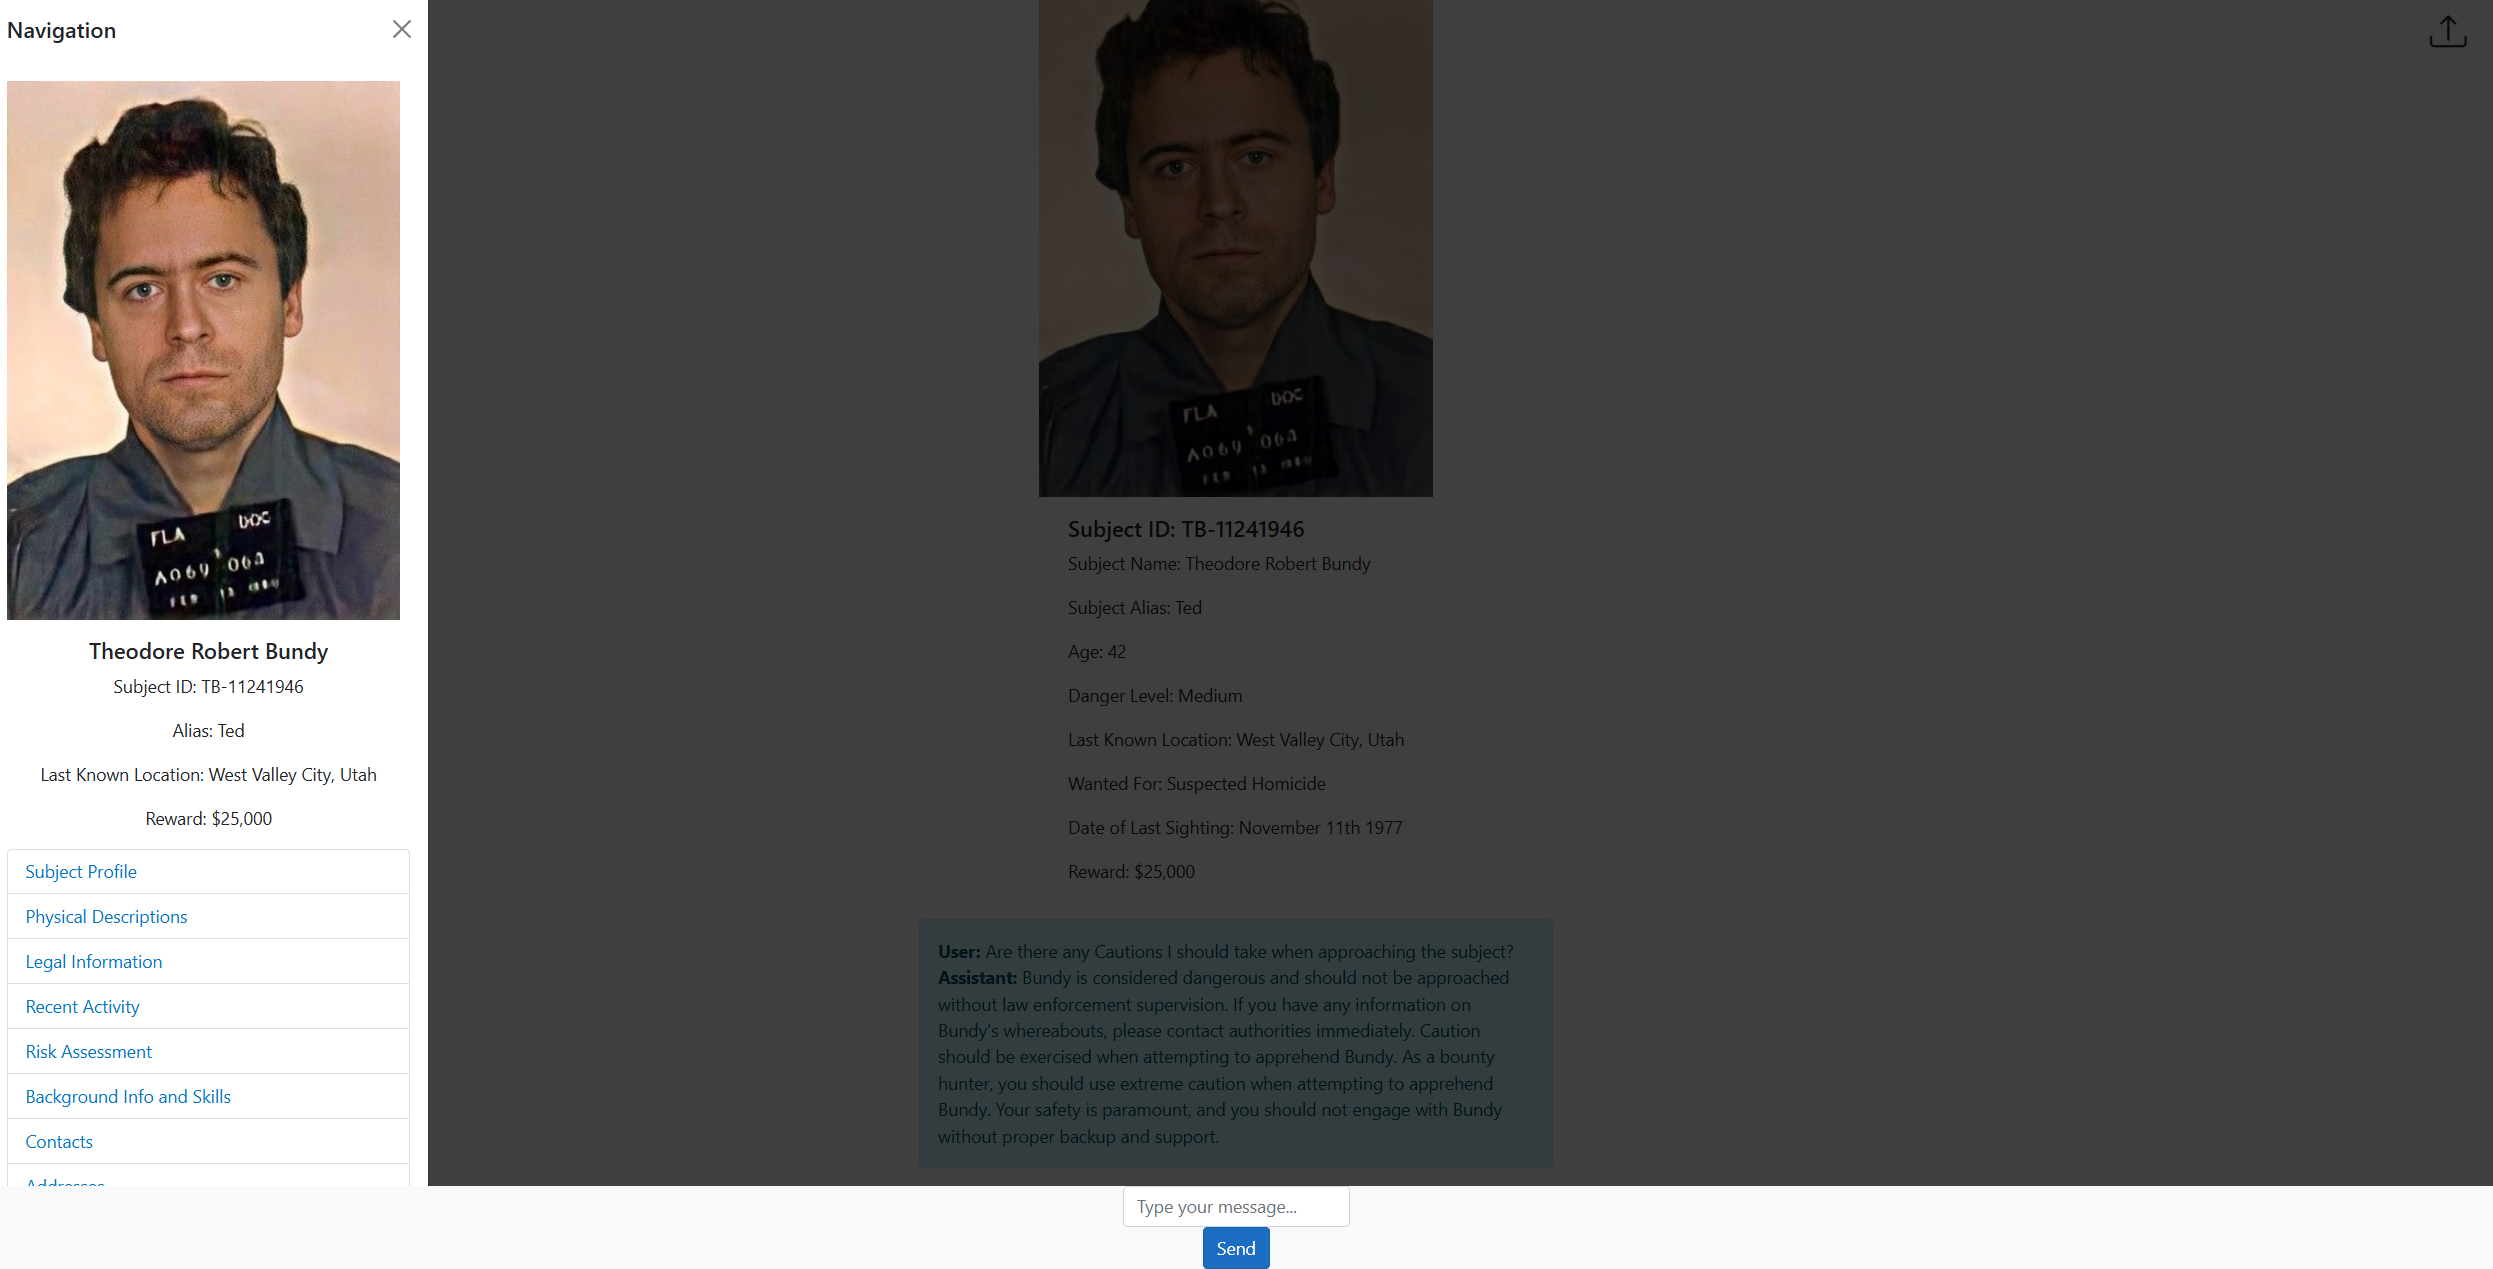 Navigation
FLA DOC
A069 063
Theodore Robert Bundy
Subject ID: TB-11241946
Alias: Ted
Last Known Location: West Valley City, Utah
Reward: $25,000
Subject Profile
Physical Descriptions
Legal Information
Recent Activity
Risk Assessment
Background Info and Skills
Contacts
Addresses
FLA DOC
A069 063
Subject ID: TB-11241946
Subject Name: Theodore Robert Bundy
Subject Alias: Ted
Age: 42
Danger Level: Medium
Last Known Location: West Valley City, Utah
Wanted For: Suspected Homicide
Date of Last Sighting: November 11th 1977
Reward: $25,000
User: Are there any Cautions I should take when approaching the subject?
Assistant: Bundy is considered dangerous and should not be approached
without law enforcement supervision. If you have any information on
Bundy's whereabouts, please contact authorities immediately. Caution
should be exercised when attempting to apprehend Bundy. As a bounty
hunter, you should use extreme caution when attempting to apprehend
Bundy. Your safety is paramount, and you should not engage with Bundy
without proper backup and support.
Type your message...
Send